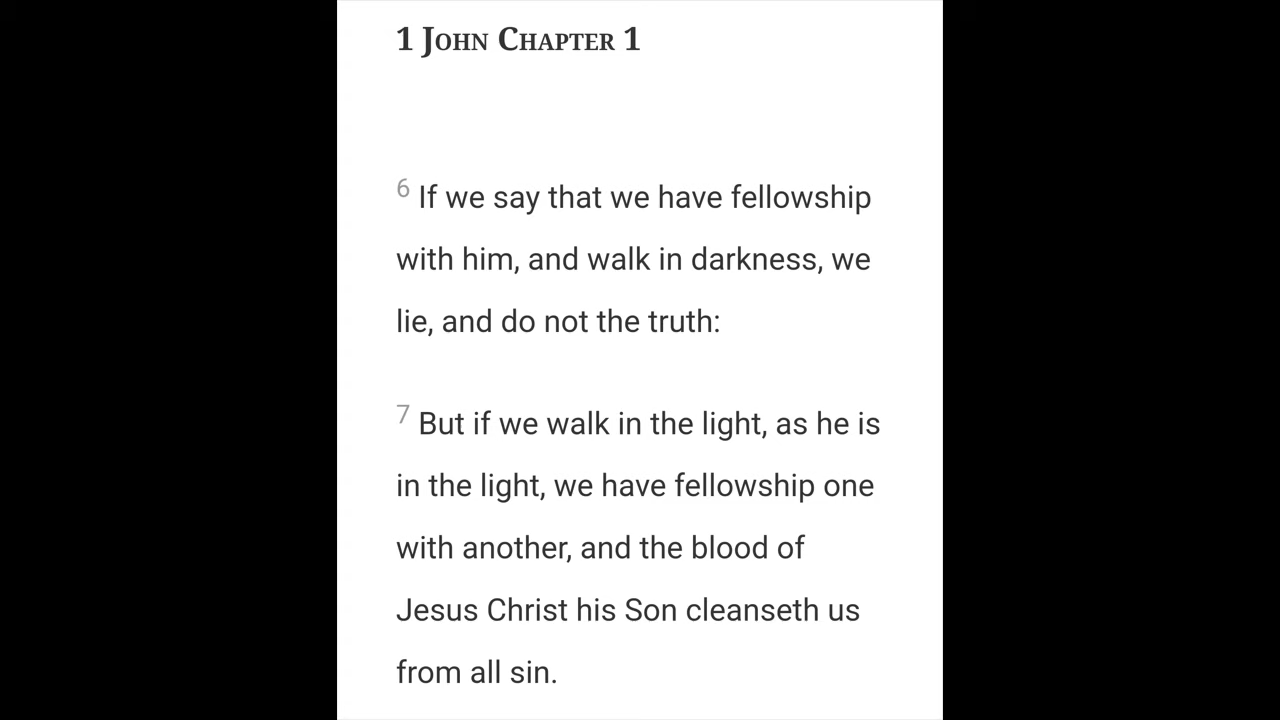 1 John Chapter 1
6 If we say that we have fellowship
with him, and walk in darkness, we
lie, and do not the truth:
7 But if we walk in the light, as he is
in the light, we have fellowship one
with another, and the blood of
Jesus Christ his Son cleanseth us
from all sin.